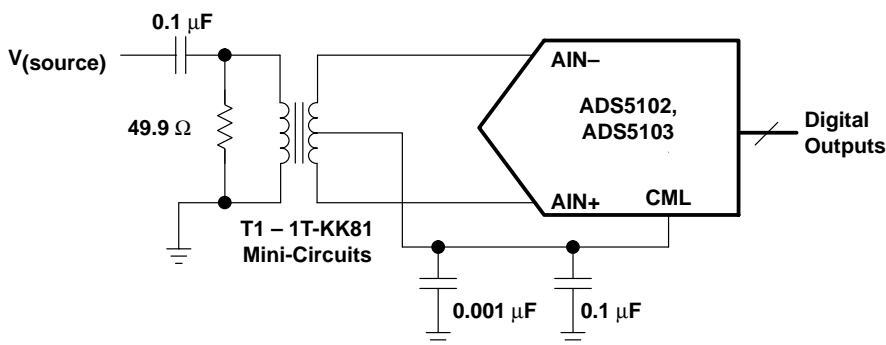 0.1 μF
V(source)
49.9 Ω
T1 – 1T-KK81
Mini-Circuits
AIN–
ADS5102,
ADS5103
AIN+
CML
Digital
Outputs
0.001 μF
0.1 μF